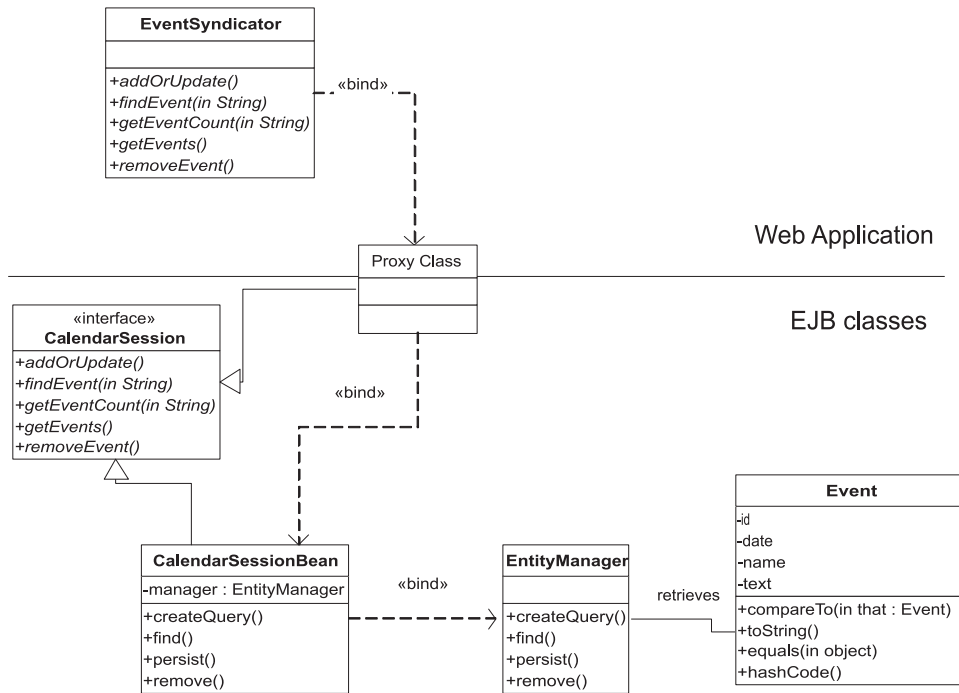 EventSyndicator
+addOrUpdate()
+findEvent(in String)
+getEventCount(in String)
+getEvents()
+removeEvent()
«bind»
Web Application
Proxy Class
EJB classes
«interface»
CalendarSession
+addOrUpdate()
+findEvent(in String)
+getEventCount(in String)
+getEvents()
+removeEvent()
«bind»
CalendarSessionBean
-manager : EntityManager
+createQuery()
+find()
+persist()
+remove()
«bind»
EntityManager
+createQuery()
+find()
+persist()
+remove()
retrieves
Event
-id
-date
-name
-text
+compareTo(in that : Event)
+toString()
+equals(in object)
+hashCode()